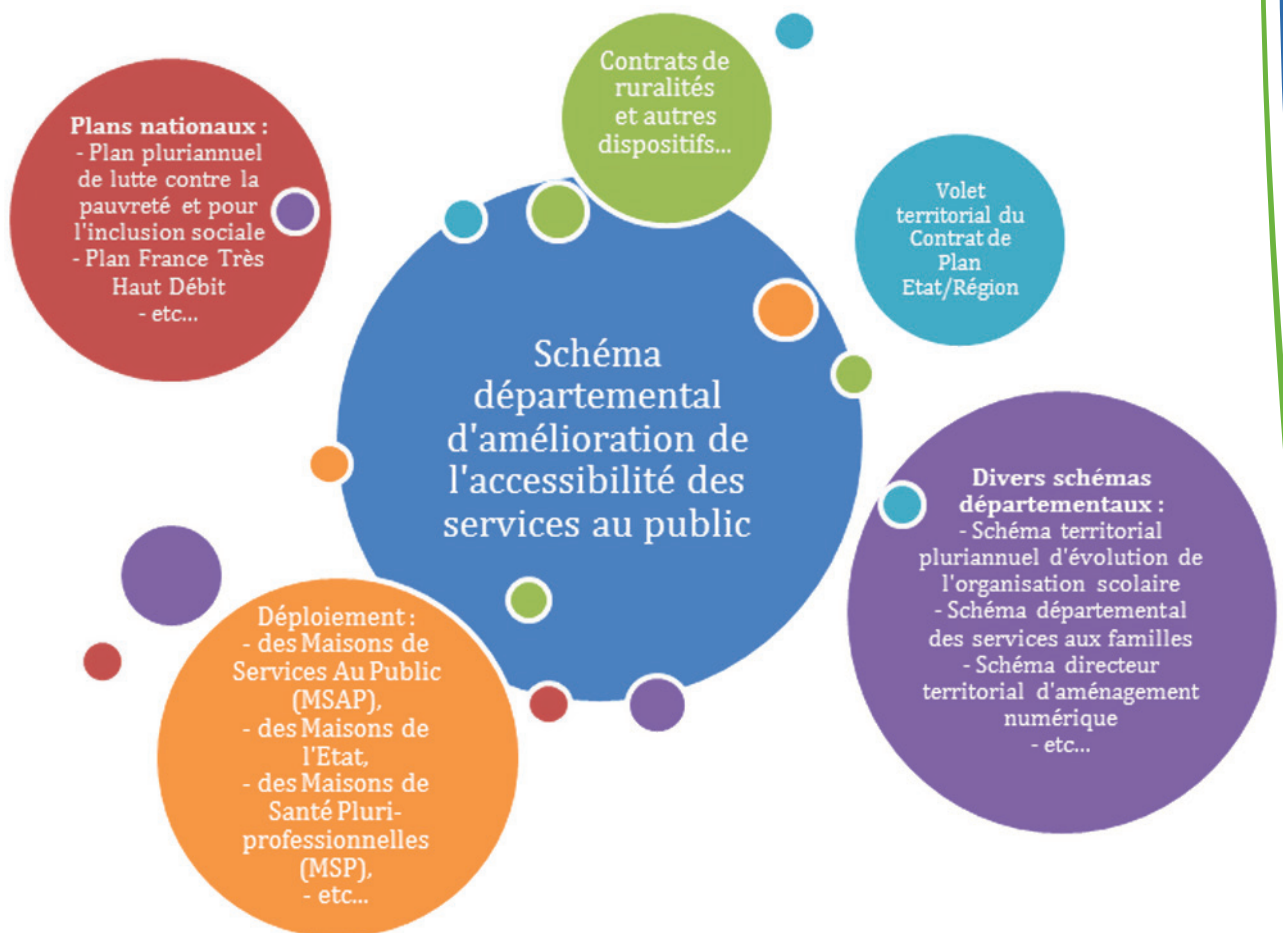 Contrats de
ruralités
et autres
dispositifs...
Plans nationaux :
- Plan pluriannuel
de lutte contre la
pauvreté et pour
l'inclusion sociale
- Plan France Très
Haut Débit
- etc...
Volet
territorial du
Contrat de
Plan
Etat/Région
Schéma
départemental
d'amélioration de
l'accessibilité des
services au public
Divers schémas
départementaux :
- Schéma territorial
pluriannuel d'évolution de
l'organisation scolaire
- Schéma départemental
des services aux familles
- Schéma directeur
territorial d'aménagement
numérique
- etc...
Déploiement :
- des Maisons de
Services Au Public
(MSAP),
- des Maisons de
l'Etat,
- des Maisons de
Santé Pluri-
professionnelles
(MSP),
- etc...